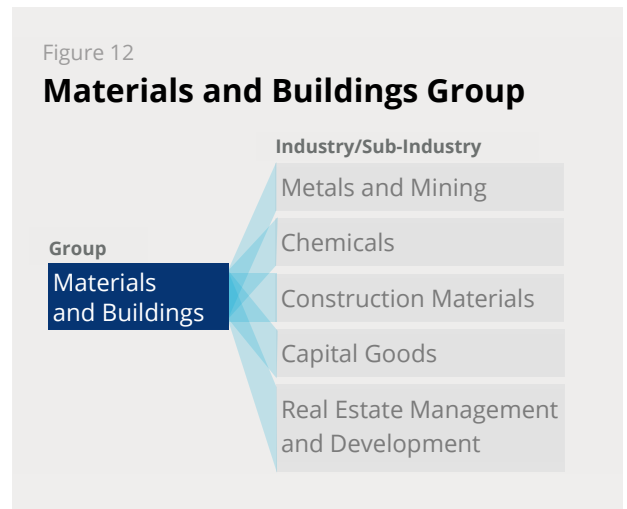 Figure 12
Materials and Buildings Group
Industry/Sub-Industry
Metals and Mining
Chemicals
Group
Materials
and Buildings
Construction Materials
Capital Goods
Real Estate Management
and Development